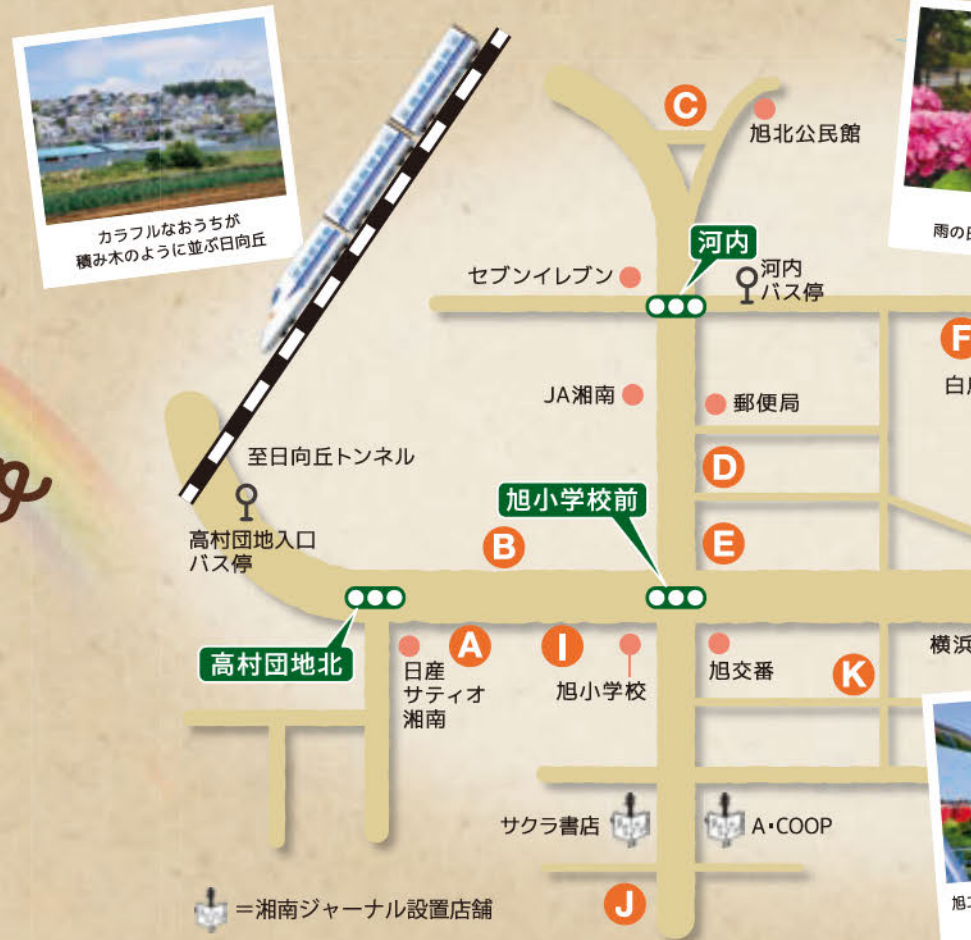 カラフルなおうちが
積み木のように並ぶ日向丘
C
旭北公民館
雨の
河内
セブンイレブン
河内
バス停
F
JA湘南
郵便局
至日向丘トンネル
D
旭小学校前
高村団地入口
バス停
B
E
高村団地北
日産
サティオ
湘南
A
I
旭小学校
旭交番
横浜
K
サクラ書店
A・COOP
J
=湘南ジャーナル設置店舗